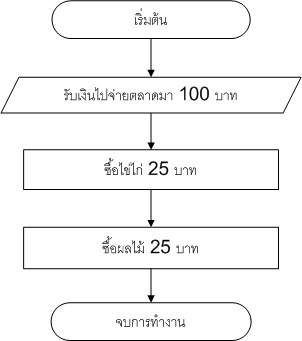 เริ่มต้น
รับเงินไปจ่ายตลาดมา 100 บาท
ซื้อไข่ไก่ 25 บาท
ซื้อผลไม้ 25 บาท
จบการทำงาน